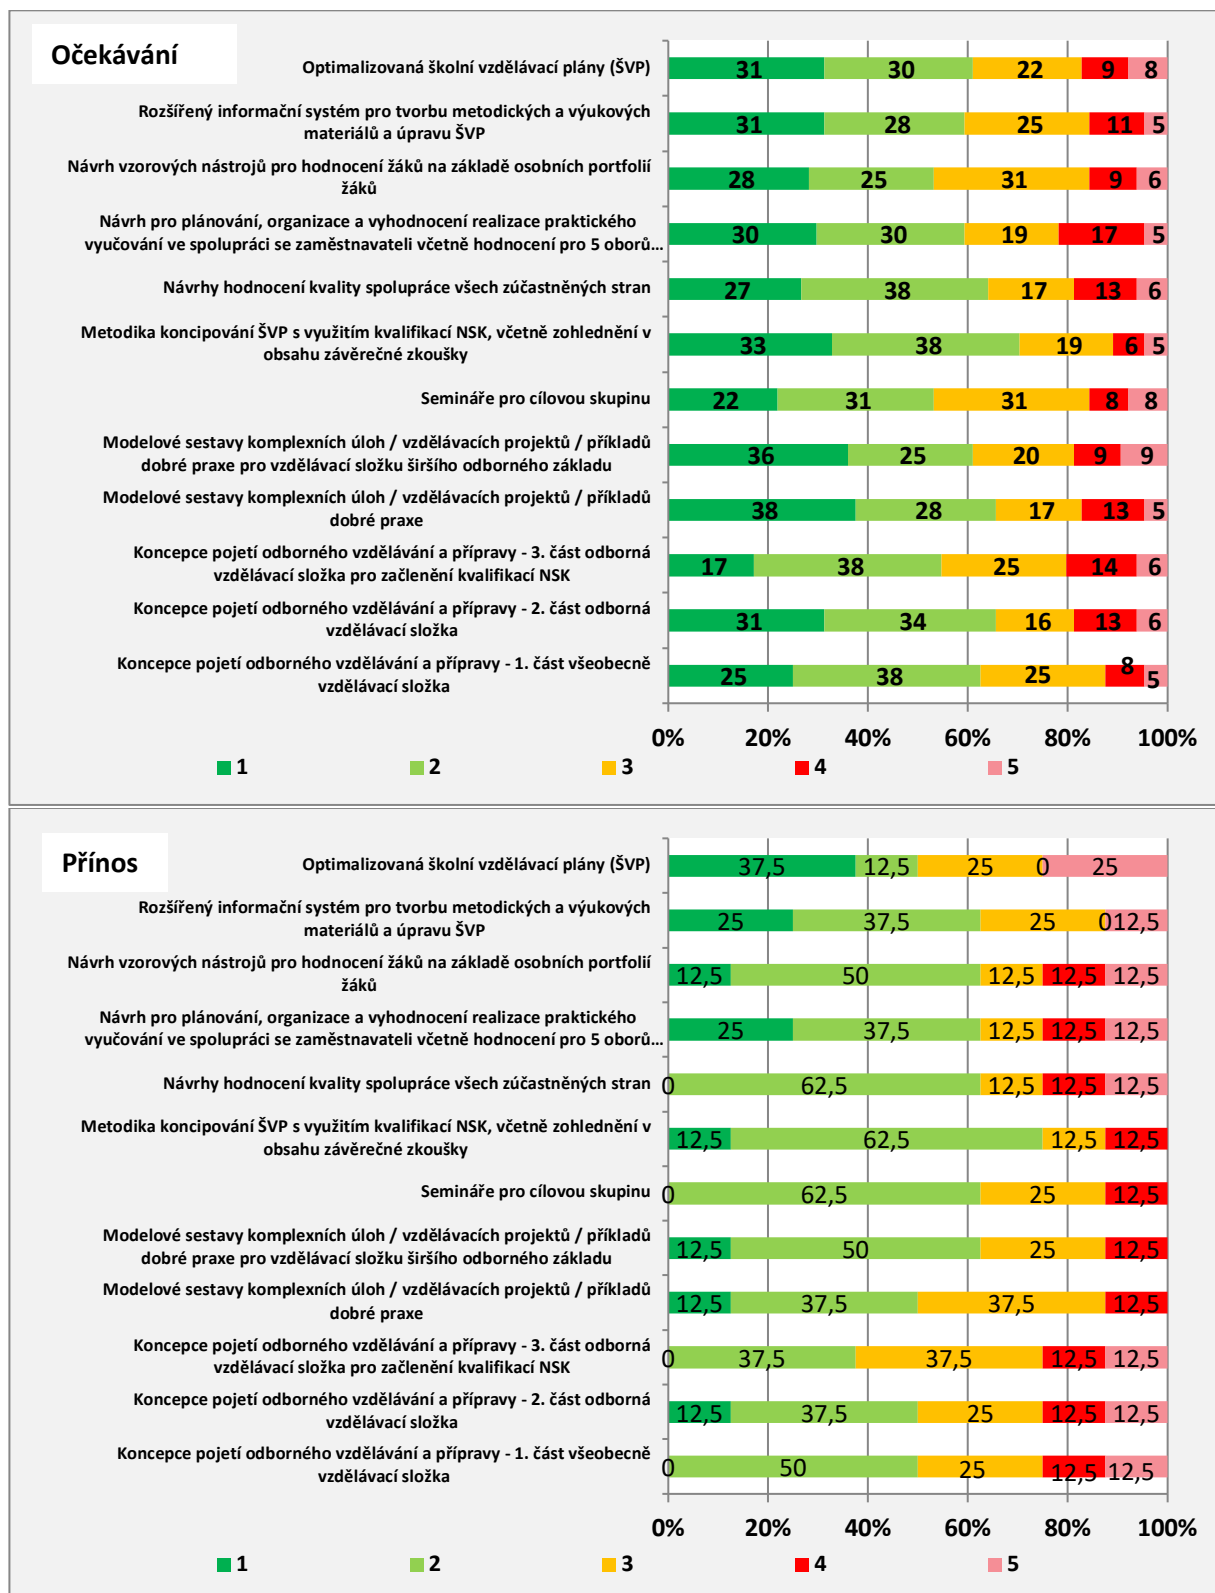 Očekávání
Optimalizovaná školní vzdělávací plány (ŠVP)
31 30 22 9 8
Rozšířený informační systém pro tvorbu metodických a výukových
materiálů a úpravu ŠVP
31 28 25 11 5
Návrh vzorových nástrojů pro hodnocení žáků na základě osobních portfolií
žáků
28 25 31 9 6
Návrh pro plánování, organizace a vyhodnocení realizace praktického
vyučování ve spolupráci se zaměstnavateli včetně hodnocení pro 5 oborů…
30 30 19 17 5
Návrhy hodnocení kvality spolupráce všech zúčastněných stran
27 38 17 13 6
Metodika koncipování ŠVP s využitím kvalifikací NSK, včetně zohlednění v
obsahu závěrečné zkoušky
33 38 19 6 5
Semináře pro cílovou skupinu
22 31 31 8 8
Modelové sestavy komplexních úloh / vzdělávacích projektů / příkladů
dobré praxe pro vzdělávací složku širšího odborného základu
36 25 20 9 9
Modelové sestavy komplexních úloh / vzdělávacích projektů / příkladů
dobré praxe
38 28 17 13 5
Koncepce pojetí odborného vzdělávání a přípravy - 3. část odborná
vzdělávací složka pro začlenění kvalifikací NSK
17 38 25 14 6
Koncepce pojetí odborného vzdělávání a přípravy - 2. část odborná
vzdělávací složka
31 34 16 13 6
Koncepce pojetí odborného vzdělávání a přípravy - 1. část všeobecně
vzdělávací složka
25 38 25 8 5
0% 20% 40% 60% 80% 100%
1 2 3 4 5
Přínos
Optimalizovaná školní vzdělávací plány (ŠVP)
37,5 12,5 25 0 25
Rozšířený informační systém pro tvorbu metodických a výukových
materiálů a úpravu ŠVP
25 37,5 25 0 12,5
Návrh vzorových nástrojů pro hodnocení žáků na základě osobních portfolií
žáků
12,5 50 12,5 12,5 12,5
Návrh pro plánování, organizace a vyhodnocení realizace praktického
vyučování ve spolupráci se zaměstnavateli včetně hodnocení pro 5 oborů…
25 37,5 12,5 12,5 12,5
Návrhy hodnocení kvality spolupráce všech zúčastněných stran
0 62,5 12,5 12,5 12,5
Metodika koncipování ŠVP s využitím kvalifikací NSK, včetně zohlednění v
obsahu závěrečné zkoušky
12,5 62,5 12,5 12,5
Semináře pro cílovou skupinu
0 62,5 25 12,5
Modelové sestavy komplexních úloh / vzdělávacích projektů / příkladů
dobré praxe pro vzdělávací složku širšího odborného základu
12,5 50 25 12,5
Modelové sestavy komplexních úloh / vzdělávacích projektů / příkladů
dobré praxe
12,5 37,5 37,5 12,5
Koncepce pojetí odborného vzdělávání a přípravy - 3. část odborná
vzdělávací složka pro začlenění kvalifikací NSK
0 37,5 37,5 12,5 12,5
Koncepce pojetí odborného vzdělávání a přípravy - 2. část odborná
vzdělávací složka
12,5 37,5 25 12,5 12,5
Koncepce pojetí odborného vzdělávání a přípravy - 1. část všeobecně
vzdělávací složka
0 50 25 12,5 12,5
0% 20% 40% 60% 80% 100%
1 2 3 4 5